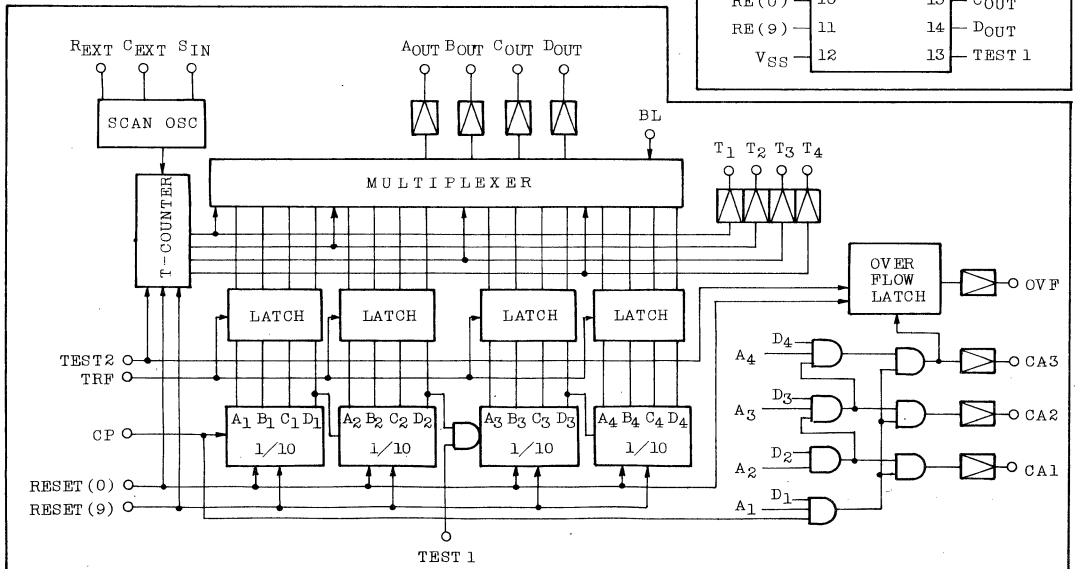 RE(0) 10 15 COUT
RE(9) 11 14 DOUT
VSS 12 13 TEST 1
REXT CEXT SIN
AOUT BOUT COUT DOUT
SCAN OSC
BL
T1 T2 T3 T4
MULTIPLEXER
T-COUNTER
OVER
FLOW
LATCH
OVF
LATCH LATCH LATCH LATCH
TEST2
TRF
D4
A4
CA3
D3
A3
CA2
A1 B1 C1 D1 A2 B2 C2 D2 A3 B3 C3 D3 A4 B4 C4 D4
CP
1/10 1/10 1/10 1/10
D2
A2
CA1
RESET(0)
RESET(9)
D1
A1
TEST 1